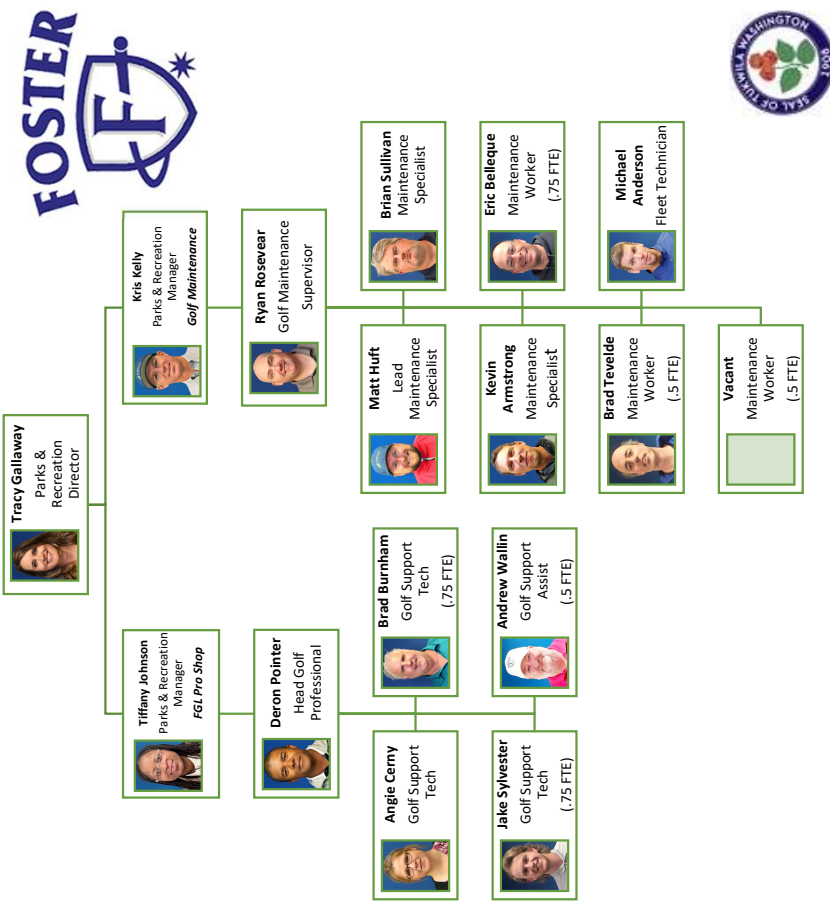 FOSTER
F
SEAL OF TUKWILA WASHINGTON
1908
Tracy Gallaway
Parks &
Recreation
Director
Tiffany Johnson
Parks & Recreation
Manager
FGL Pro Shop
Kris Kelly
Parks & Recreation
Manager
Golf Maintenance
Deron Pointer
Head Golf
Professional
Ryan Rosevear
Golf Maintenance
Supervisor
Angie Cerny
Golf Support
Tech
Brad Burnham
Golf Support
Tech
(.75 FTE)
Matt Huft
Lead
Maintenance
Specialist
Brian Sullivan
Maintenance
Specialist
Jake Sylvester
Golf Support
Tech
(.75 FTE)
Andrew Wallin
Golf Support
Assist
(.5 FTE)
Kevin
Armstrong
Maintenance
Specialist
Eric Belleque
Maintenance
Worker
(.75 FTE)
Brad Tevelde
Maintenance
Worker
(.5 FTE)
Michael
Anderson
Fleet Technician
Vacant
Maintenance
Worker
(.5 FTE)